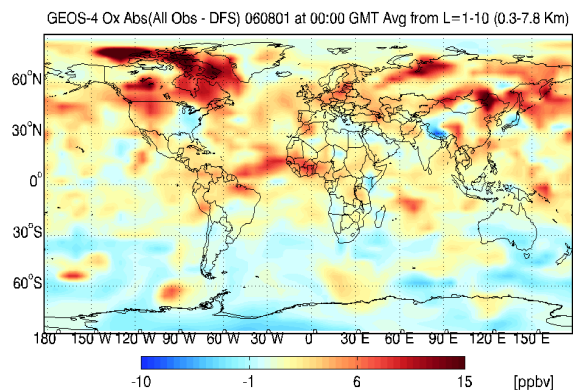 GEOS-4 Ox Abs(All Obs - DFS) 060801 at 00:00 GMT Avg from L=1-10 (0.3-7.8 Km)
60°N
30°N
0°
30°S
60°S
180 150°W 120°W 90°W 60°W 30°W 0° 30°E 60°E 90°E 120°E 150°E
-10 -1 6 15 [ppbv]